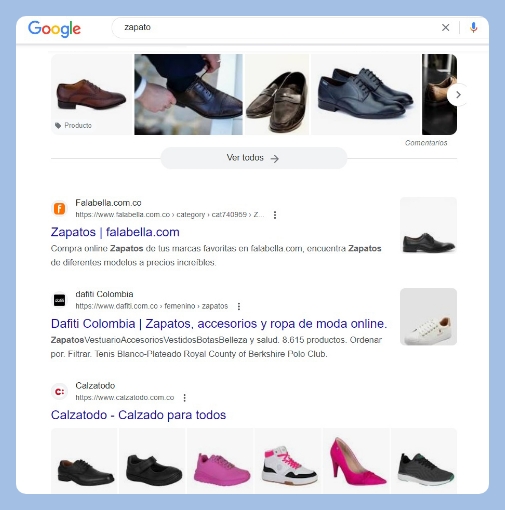 Google
zapato
Producto
Comentarios
Ver todos
Falabella.com.co
https://www.falabella.com.co › category › cat740959 › Z...
Zapatos | falabella.com
Compra online Zapatos de tus marcas favoritas en falabella com, encuentra Zapatos
de diferentes modelos a precios increíbles.
dafiti Colombia
https://www.dafiti.com.co › femenino › zapatos
Dafiti Colombia | Zapatos, accesorios y ropa de moda online.
ZapatosVestuarioAccesoriosVestidosBotasBelleza y salud. 8.615 productos. Ordenar
por. Filtrar. Tenis Blanco-Plateado Royal County of Berkshire Polo Club.
Calzatodo
https://www.calzatodo.com.co
Calzatodo - Calzado para todos